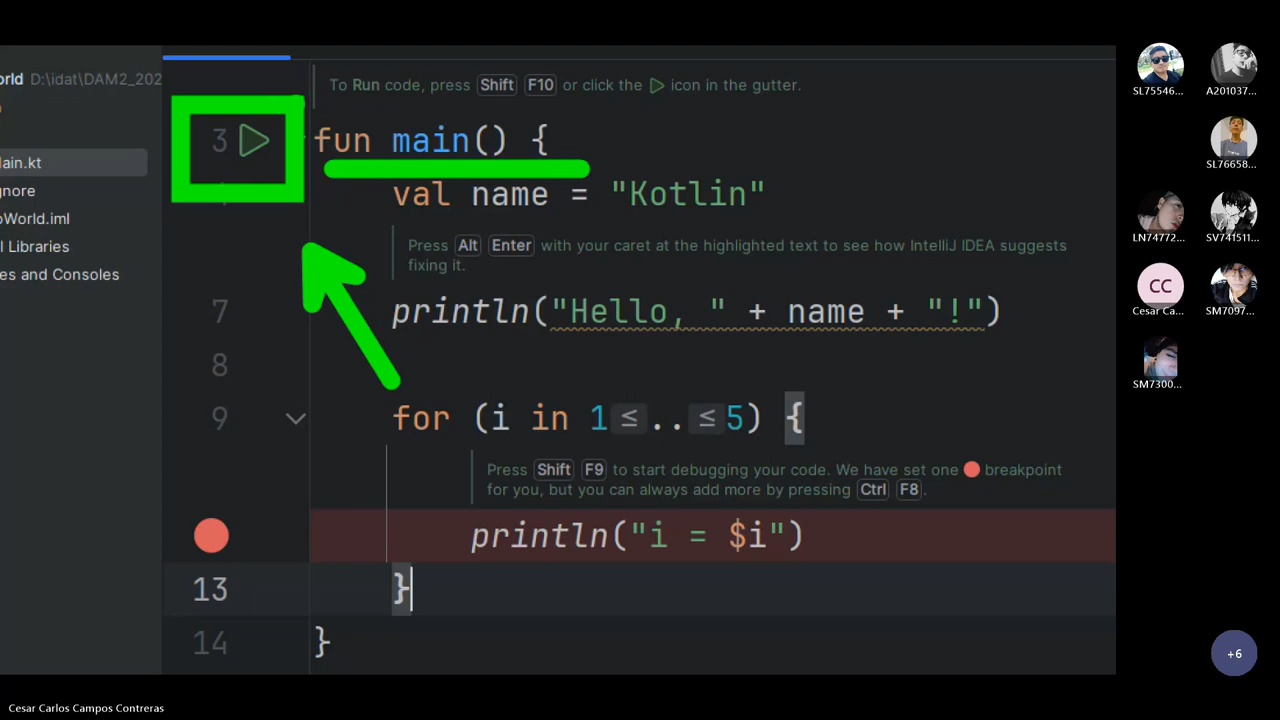 To Run code, press Shift F10 or click the icon in the gutter.
orld D:\idat\DAM2_202
3 fun main() {
ain.kt
val name = "Kotlin"
gnore
oWorld.iml
l Libraries
es and Consoles
Press Alt Enter with your caret at the highlighted text to see how IntelliJ IDEA suggests
fixing it.
7 println("Hello, " + name + "!")
8
9 for (i in 1 ≤ .. ≤ 5) {
Press Shift F9 to start debugging your code. We have set one breakpoint
for you, but you can always add more by pressing Ctrl F8.
println("i = $i")
13 }
14 }
SL75546...
A201037...
SL76658...
LN74772...
SV741511...
CC
Cesar Ca...
SM7097...
SM7300...
+6
Cesar Carlos Campos Contreras